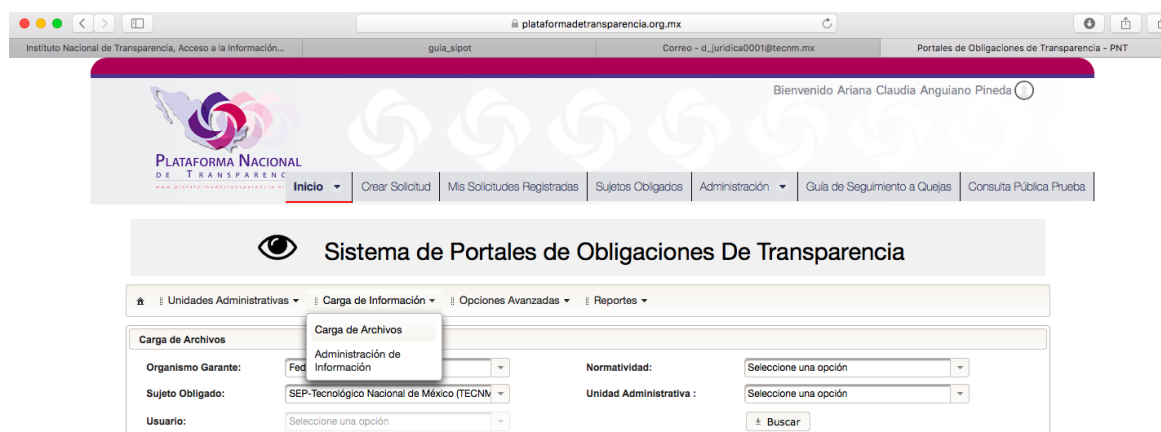 plataformadetransparencia.org.mx
Instituto Nacional de Transparencia, Acceso a la Información... guia_sipot Correo - d_juridica0001@tecnm.mx Portales de Obligaciones de Transparencia - PNT
Bienvenido Ariana Claudia Anguiano Pineda
PLATAFORMA NACIONAL
DE TRANSPARENC
Inicio Crear Solicitud Mis Solicitudes Registradas Sujetos Obligados Administración Guía de Seguimiento a Quejas Consulta Pública Prueba
Sistema de Portales de Obligaciones De Transparencia
Unidades Administrativas Carga de Información Opciones Avanzadas Reportes
Carga de Archivos
Administración de
Información
Carga de Archivos
Organismo Garante: Fed Normatividad: Seleccione una opción
Sujeto Obligado: SEP-Tecnológico Nacional de México (TECNM Unidad Administrativa : Seleccione una opción
Usuario: Seleccione una opción Buscar